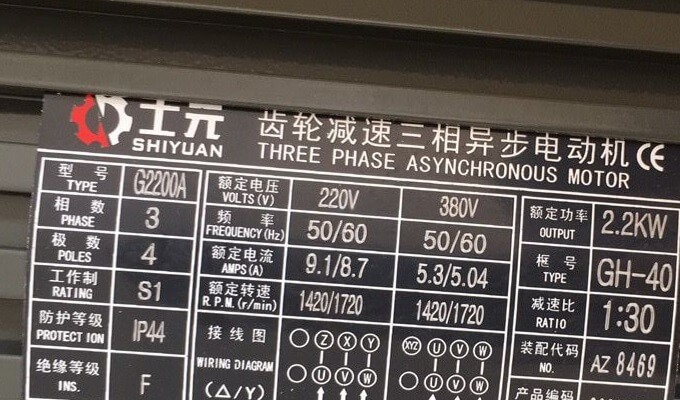 士元
SHIYUAN
齿轮减速三相异步电动机 CE
THREE PHASE ASYNCHRONOUS MOTOR
型号 TYPE G2200A
相数 PHASE 3
极数 POLES 4
工作制 RATING S1
防护等级 PROTECTION IP44
绝缘等级 INS. F
额定电压 VOLTS(V) 220V 380V
频率 FREQUENCY(Hz) 50/60 50/60
额定电流 AMPS(A) 9.1/8.7 5.3/5.04
额定转速 R.P.M.(r/min) 1420/1720 1420/1720
接线图 WIRING DIAGRAM (△/Y)
Z X Y XYZ U V W
U V W U V W
额定功率 OUTPUT 2.2KW
框号 TYPE GH-40
减速比 RATIO 1:30
装配代码 NO. AZ 8469
产品编码